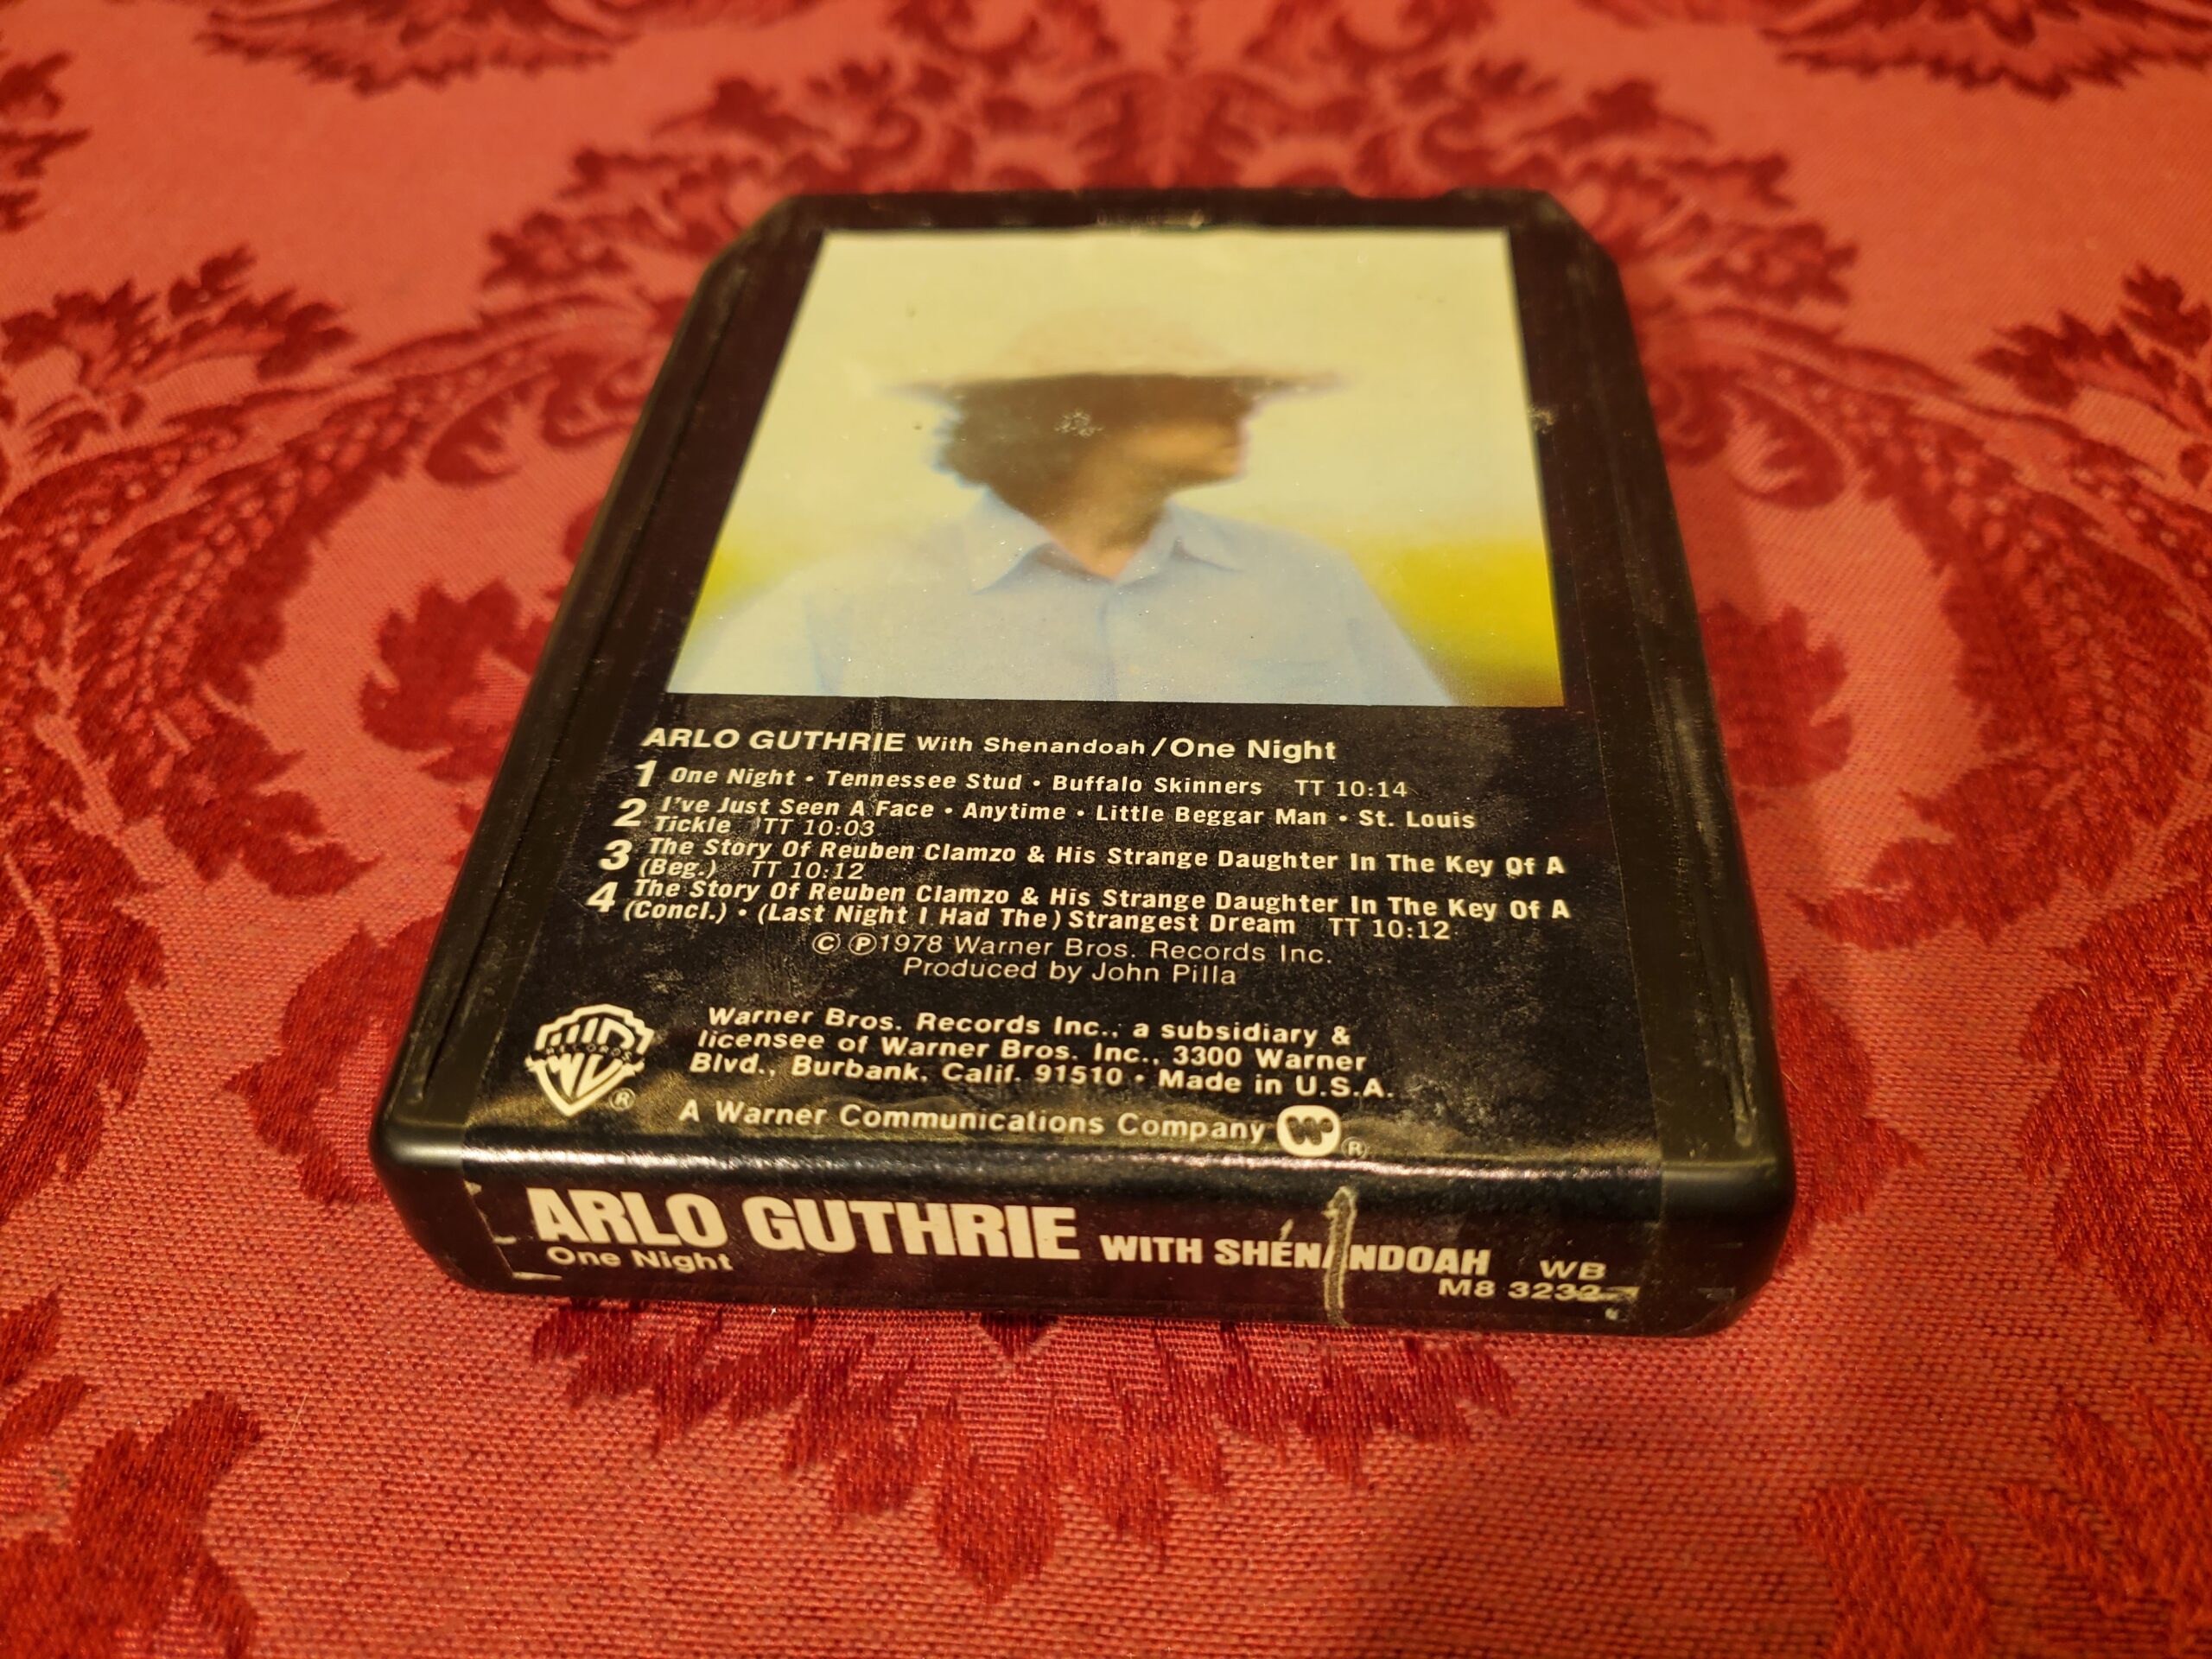 ARLO GUTHRIE With Shenandoah/One Night
1 One Night • Tennessee Stud • Buffalo Skinners TT 10:14
2 I've Just Seen A Face • Anytime • Little Beggar Man • St. Louis
Tickle TT 10:03
3 The Story Of Reuben Clamzo & His Strange Daughter In The Key Of A
(Beg.) TT 10:12
4 The Story Of Reuben Clamzo & His Strange Daughter In The Key Of A
(Concl.) • (Last Night I Had The) Strangest Dream TT 10:12
© ℗1978 Warner Bros. Records Inc.
Produced by John Pilla
WB RECORDS ®
Warner Bros. Records Inc., a subsidiary &
licensee of Warner Bros. Inc., 3300 Warner
Blvd., Burbank, Calif. 91510 • Made in U.S.A.
A Warner Communications Company ®
ARLO GUTHRIE WITH SHENANDOAH WB
One Night M8 3232